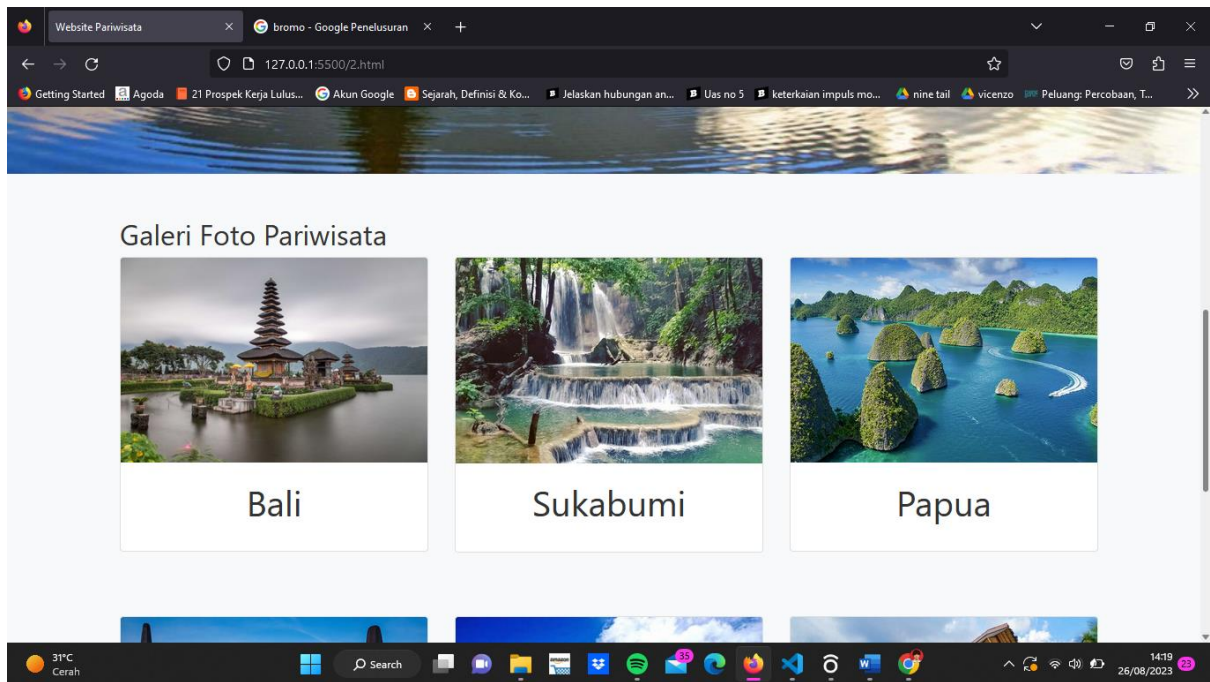 Website Pariwisata
bromo - Google Penelusuran
127.0.0.1:5500/2.html
Getting Started
Agoda
21 Prospek Kerja Lulus...
Akun Google
Sejarah, Definisi & Ko...
Jelaskan hubungan an...
Uas no 5
keterkaian impuls mo...
nine tail
vicenzo
Peluang: Percobaan, T...
Galeri Foto Pariwisata
Bali
Sukabumi
Papua
31°C
Cerah
Search
35
14:19
26/08/2023
23